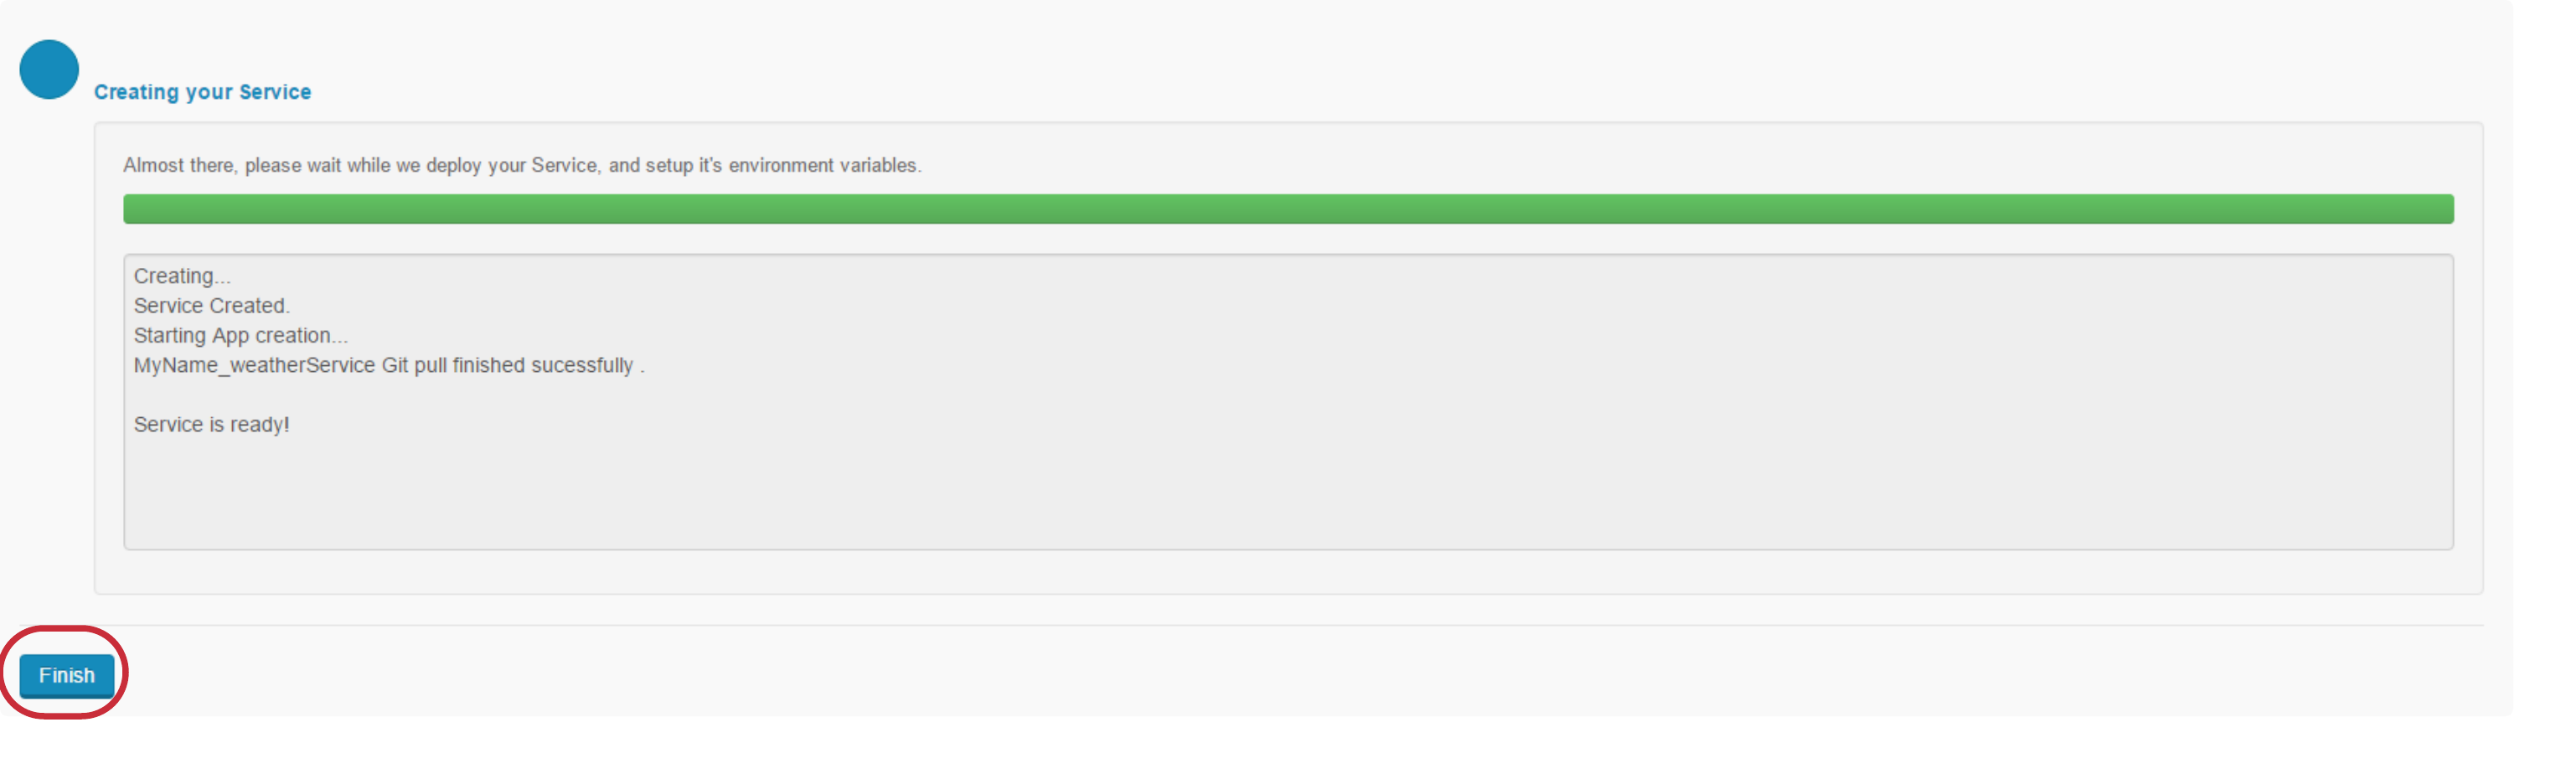 Creating your Service
Almost there, please wait while we deploy your Service, and setup it's environment variables.
Creating...
Service Created.
Starting App creation...
MyName_weatherService Git pull finished sucessfully .
Service is ready!
Finish